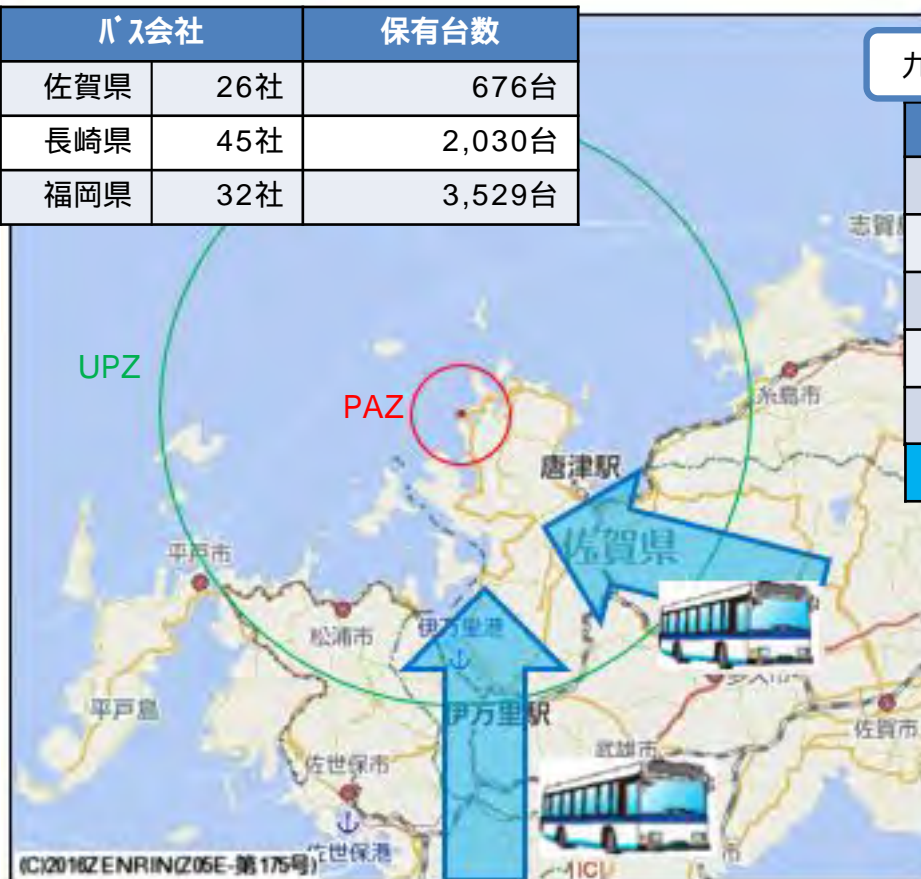 バス会社 保有台数
佐賀県 26社 676台
長崎県 45社 2,030台
福岡県 32社 3,529台
UPZ
PAZ
糸島市
唐津駅
佐賀県
平戸市
松浦市
伊万里港
平戸島
伊万里駅
佐賀市
武雄市
佐世保市
佐世保港
(C)2016ZENRIN(Z05E-第175号)